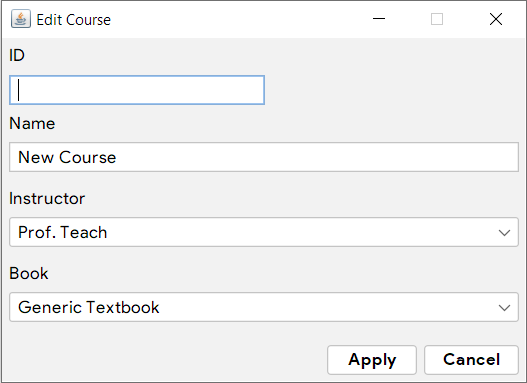 Edit Course
ID
Name
New Course
Instructor
Prof. Teach
Book
Generic Textbook
Apply Cancel